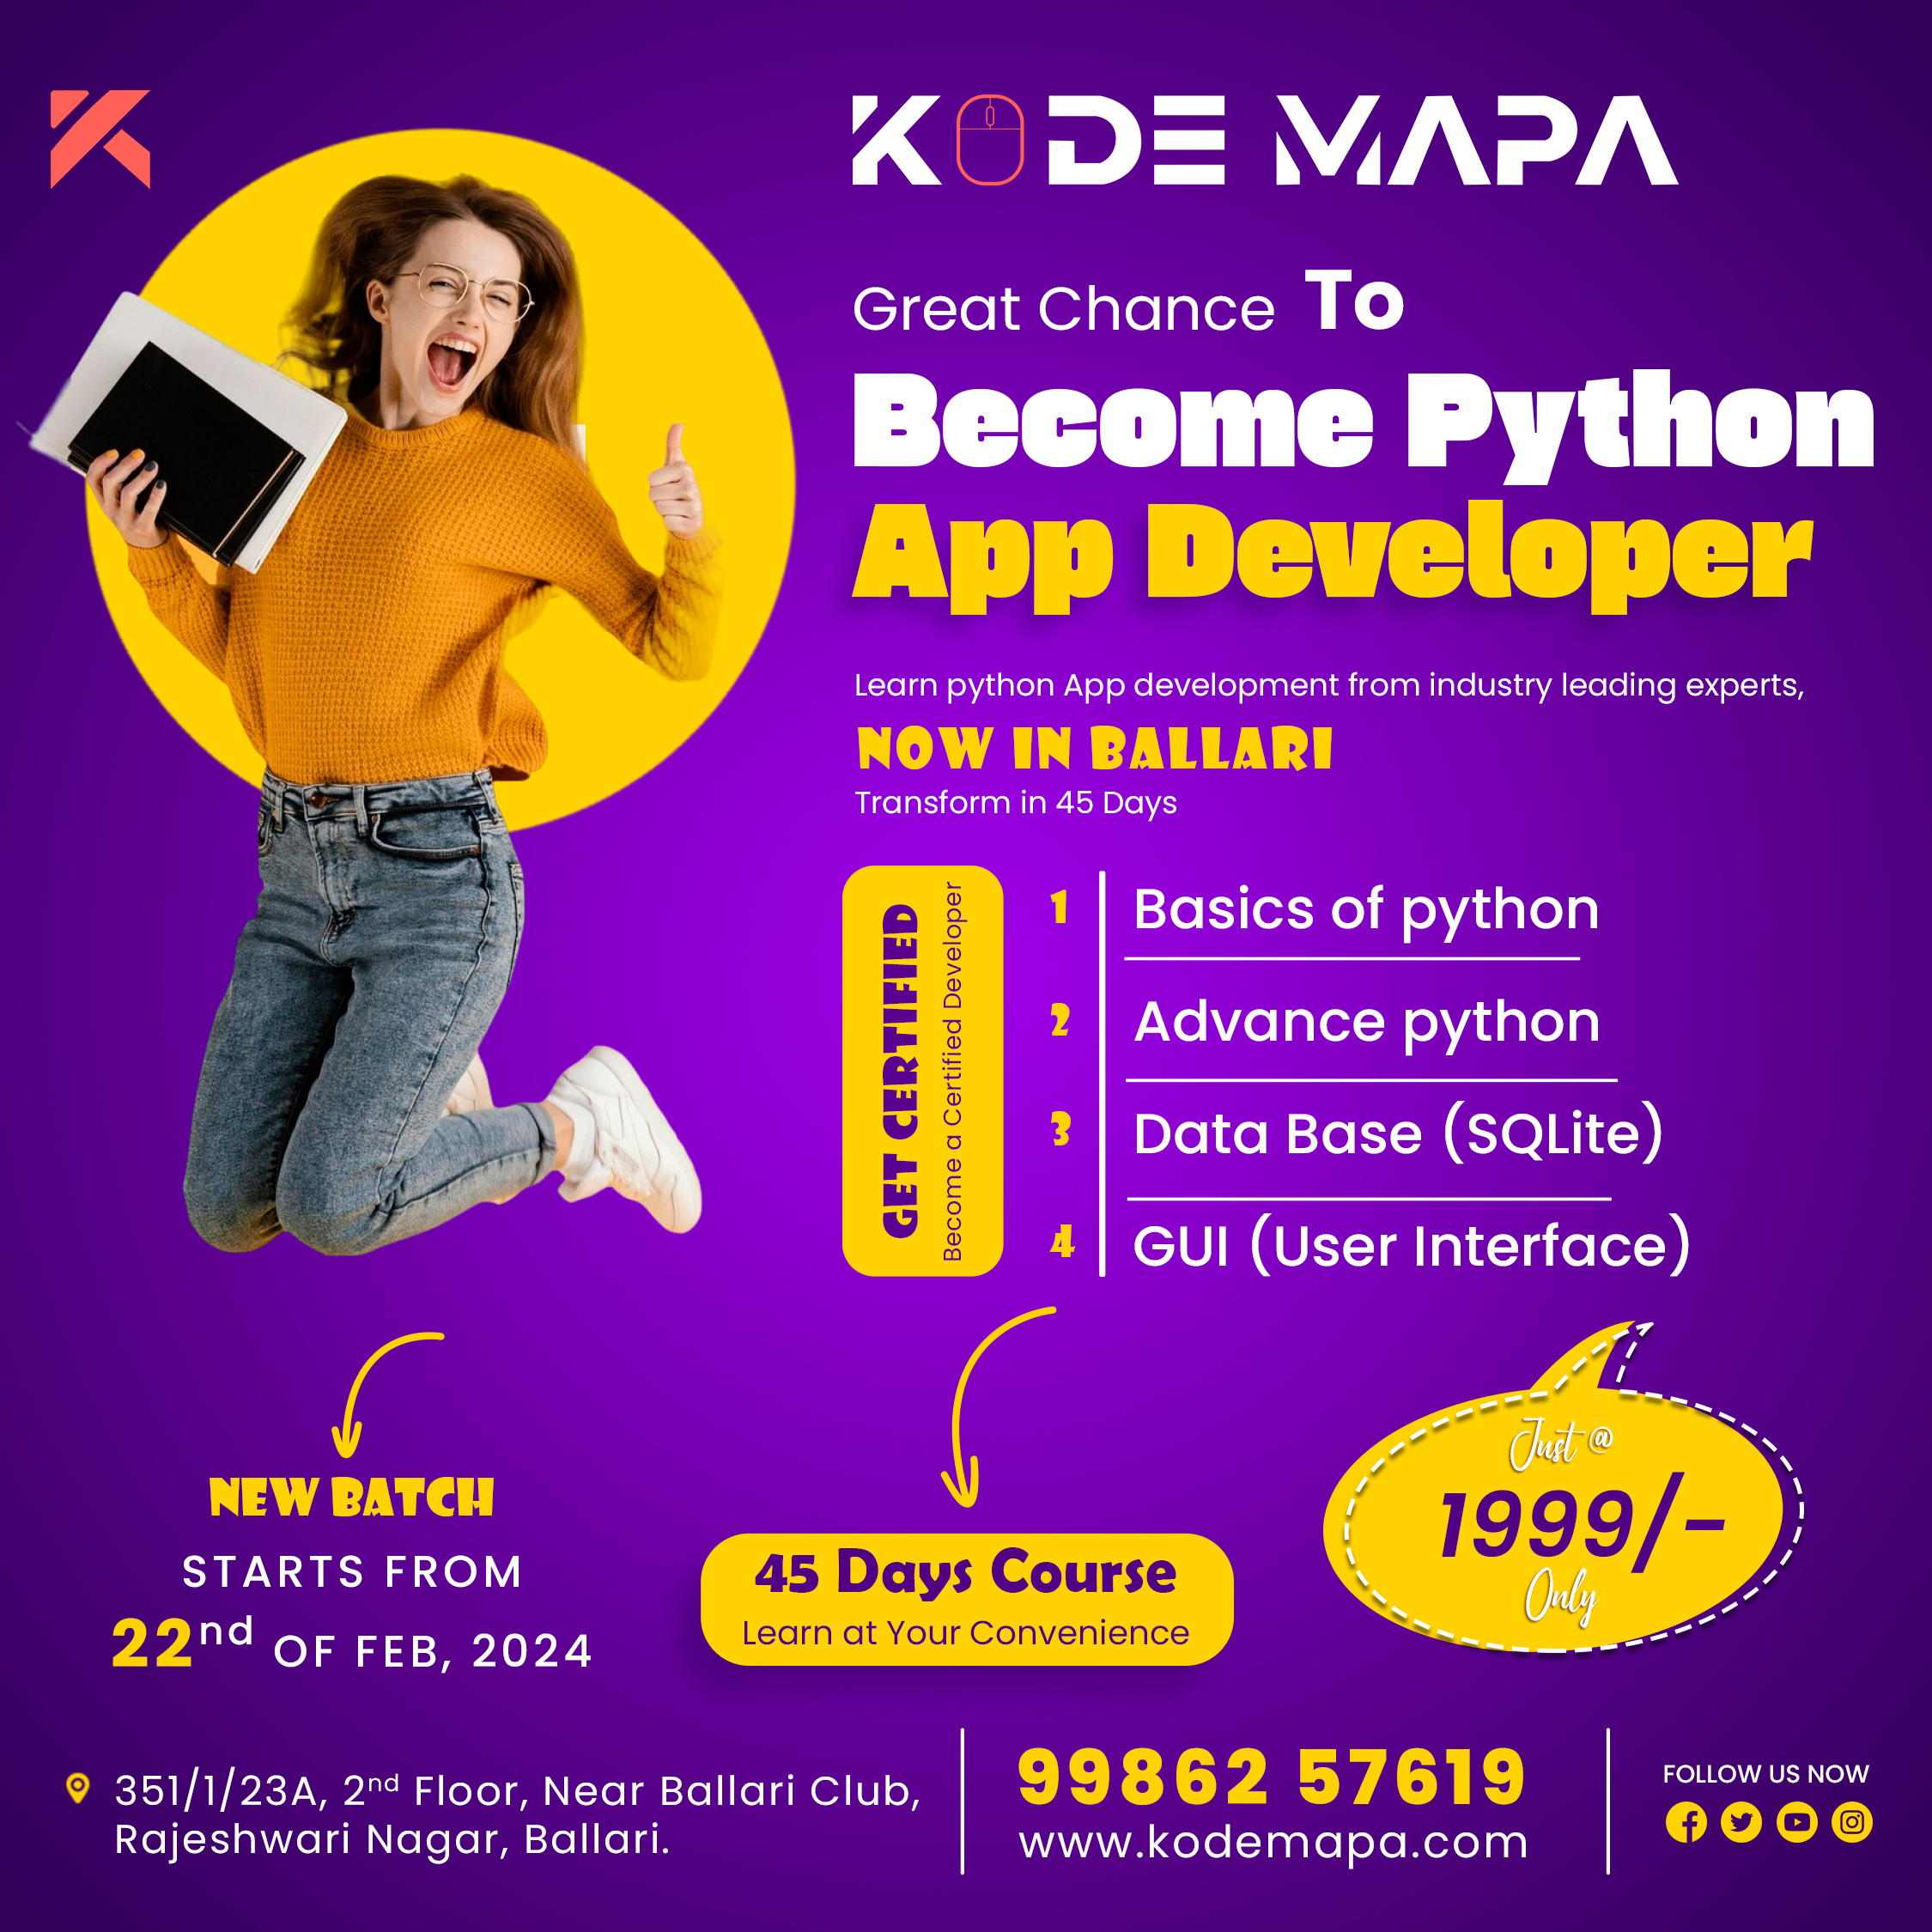 KODE MAPA
Great Chance To
Become Python
App Developer
Learn python App development from industry leading experts,
NOW IN BALLARI
Transform in 45 Days
GET CERTIFIED
Become a Certified Developer
1 Basics of python
2 Advance python
3 Data Base (SQLite)
4 GUI (User Interface)
NEW BATCH
STARTS FROM
22nd OF FEB, 2024
45 Days Course
Learn at Your Convenience
Just @
1999/-
Only
351/1/23A, 2nd Floor, Near Ballari Club,
Rajeshwari Nagar, Ballari.
99862 57619
www.kodemapa.com
FOLLOW US NOW